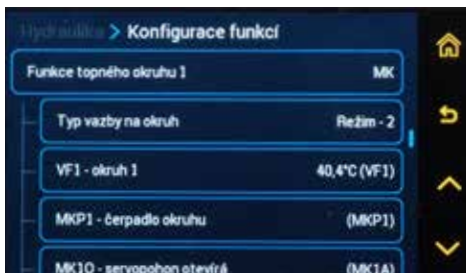 Hydraulika > Konfigurace funkcí
Funkce topného okruhu 1 MK
Typ vazby na okruh Režim - 2
VF1 - okruh 1 40,4°C (VF1)
MKP1 - čerpadlo okruhu (MKP1)
MK1O - servopohon otevírá (MK1A)